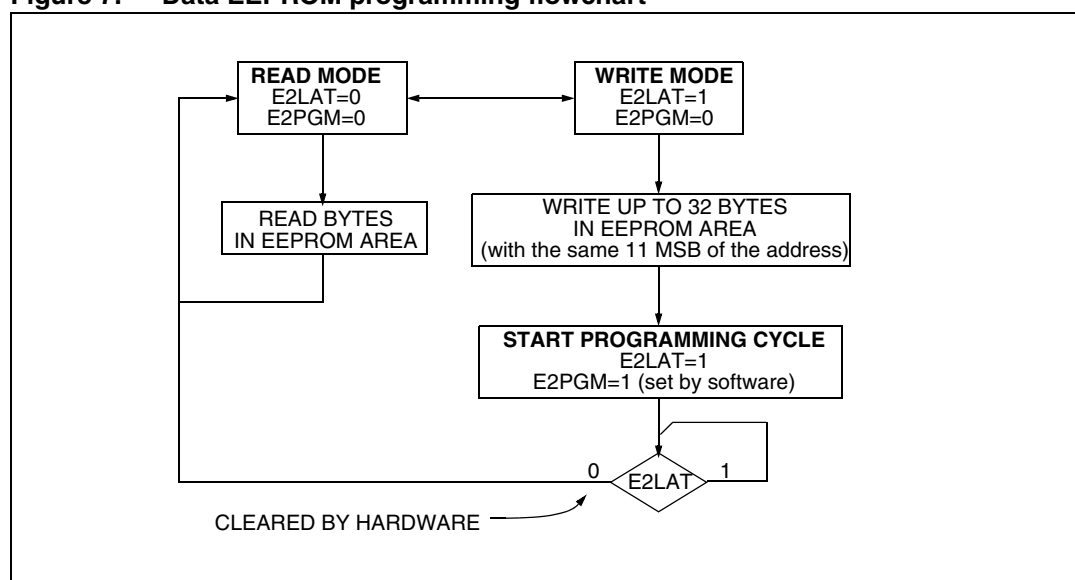 Figure 7. Data EEPROM programming flowchart
READ MODE
E2LAT=0
E2PGM=0
WRITE MODE
E2LAT=1
E2PGM=0
READ BYTES
IN EEPROM AREA
WRITE UP TO 32 BYTES
IN EEPROM AREA
(with the same 11 MSB of the address)
START PROGRAMMING CYCLE
E2LAT=1
E2PGM=1 (set by software)
0
E2LAT
1
CLEARED BY HARDWARE